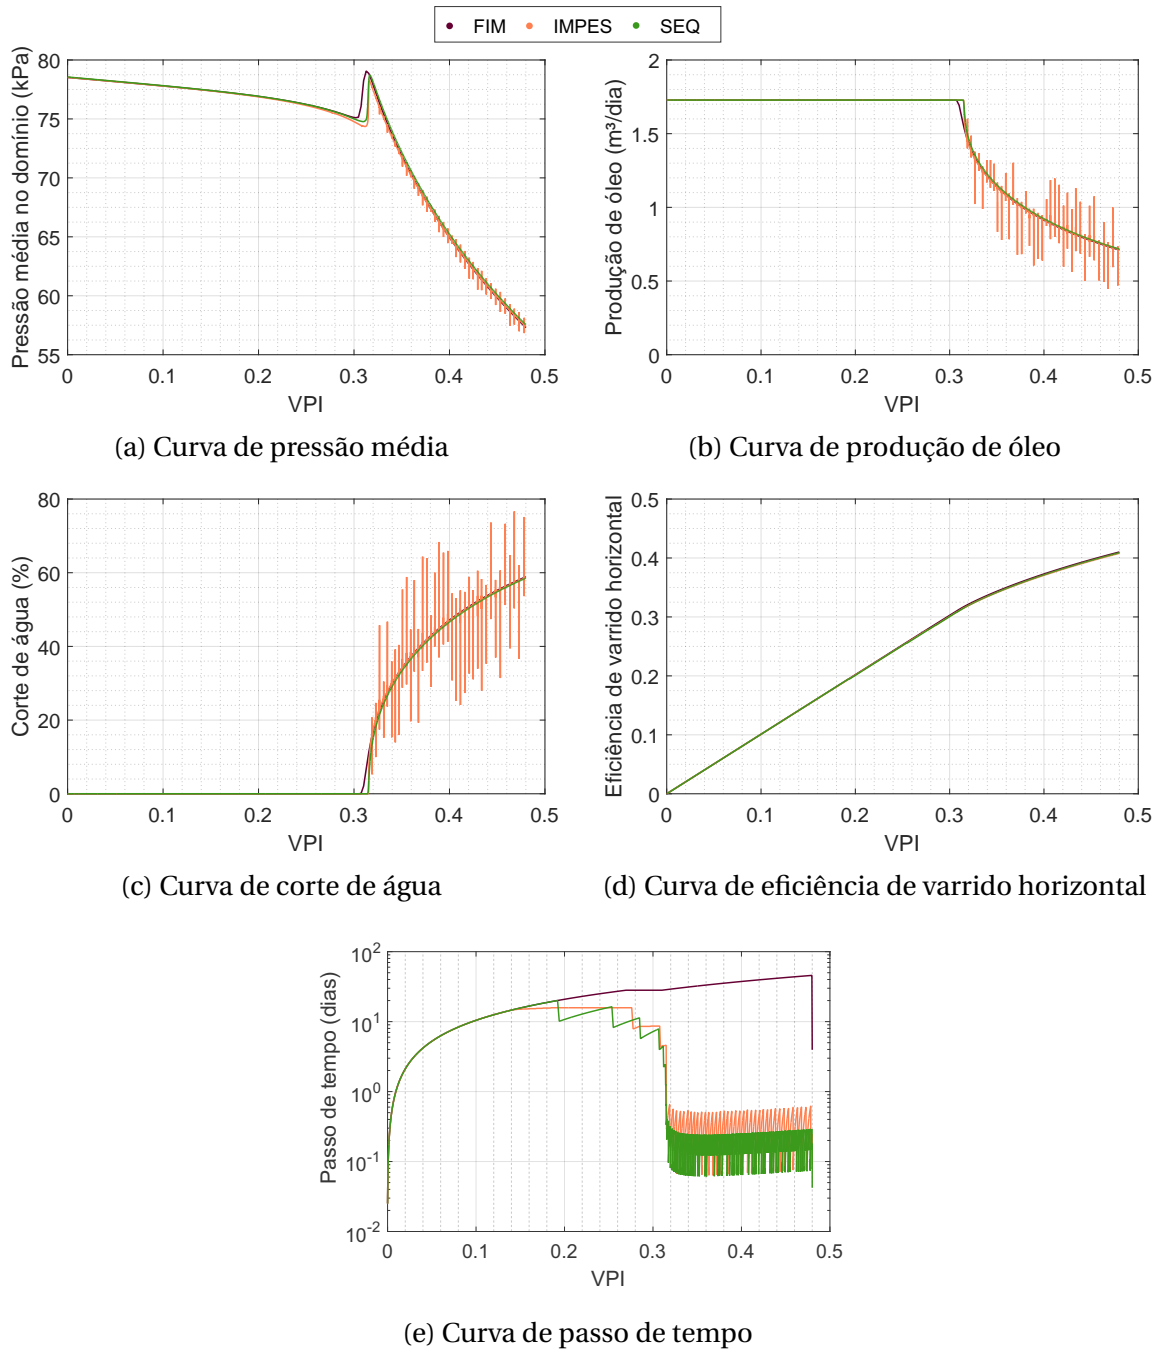 FIM IMPES SEQ
Pressão média no domínio (kPa)
80
75
70
65
60
55
0 0.1 0.2 0.3 0.4 0.5
VPI
(a) Curva de pressão média
Produção de óleo (m³/dia)
2
1.5
1
0.5
0
0 0.1 0.2 0.3 0.4 0.5
VPI
(b) Curva de produção de óleo
Corte de água (%)
80
60
40
20
0
0 0.1 0.2 0.3 0.4 0.5
VPI
(c) Curva de corte de água
Eficiência de varrido horizontal
0.5
0.4
0.3
0.2
0.1
0
0 0.1 0.2 0.3 0.4 0.5
VPI
(d) Curva de eficiência de varrido horizontal
Passo de tempo (dias)
10^2
10^1
10^0
10^-1
10^-2
0 0.1 0.2 0.3 0.4 0.5
VPI
(e) Curva de passo de tempo